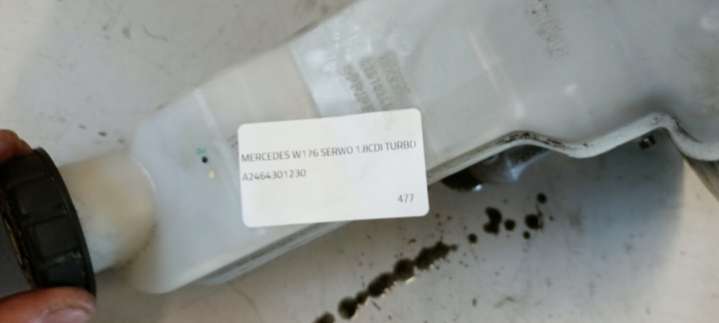 MERCEDES W176 SERWO 1.8CDI TURBO
A2464301230
477